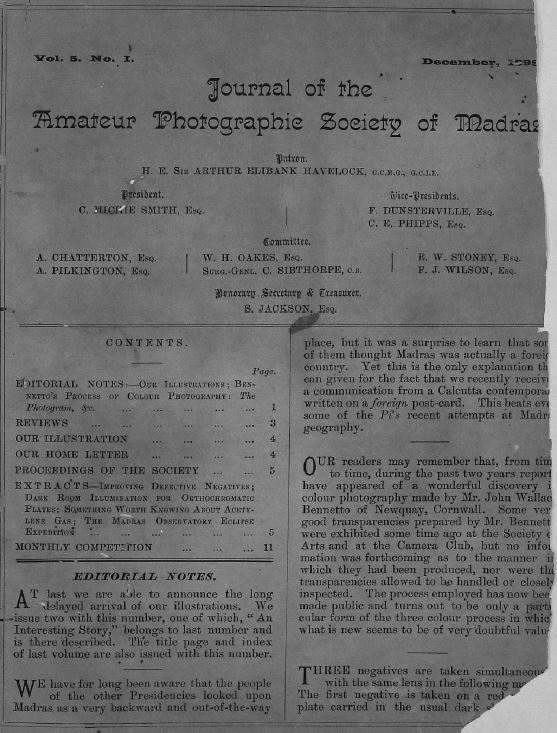 Vol. 5. No. I.
December,
Journal of the
Amateur Photographic Society of Madras
Patron.
H. E. Sir ARTHUR ELIBANK HAVELOCK, G.C.M.G., G.C.I.E.
President.
C. MICHIE SMITH, Esq.
Vice-Presidents.
F. DUNSTERVILLE, Esq.
C. E. PHIPPS, Esq.
Committee.
A. CHATTERTON, Esq.
A. PILKINGTON, Esq.
W. H. OAKES, Esq.
Surg.-Genl. C. SIBTHORPE, C.B.
E. W. STONEY, Esq.
F. J. WILSON, Esq.
Honorary Secretary & Treasurer.
S. JACKSON, Esq.
CONTENTS.
Page.
EDITORIAL NOTES:—Our Illustrations; Ben-
netto's Process of Colour Photography: The
Photogram, &c. ... ... ... ... 1
REVIEWS ... ... ... ... ... 3
OUR ILLUSTRATION ... ... ... ... 4
OUR HOME LETTER ... ... ... ... 4
PROCEEDINGS OF THE SOCIETY ... ... 5
EXTRACTS—Improving Defective Negatives;
Dark Room Illumination for Orthochromatic
Plates; Something Worth Knowing About Acety-
lene Gas; The Madras Observatory Eclipse
Expedition ... ... ... ... ... 5
MONTHLY COMPETITION ... ... ... 11
EDITORIAL NOTES.
AT last we are able to announce the long
delayed arrival of our illustrations. We
issue two with this number, one of which, "An
Interesting Story," belongs to last number and
is there described. The title page and index
of last volume are also issued with this number.
WE have for long been aware that the people
of the other Presidencies looked upon
Madras as a very backward and out-of-the-way
place, but it was a surprise to learn that
of them thought Madras was actually a
country. Yet this is the only explanation
can given for the fact that we recently
a communication from a Calcutta
written on a foreign post-card. This beats
some of the Pi's recent attempts at
geography.
OUR readers may remember that, from
to time, during the past two years
have appeared of a wonderful discovery
colour photography made by Mr. John
Bennetto of Newquay, Cornwall. Some
good transparencies prepared by Mr.
were exhibited some time ago at the Society
Arts and at the Camera Club, but no
mation was forthcoming as to the manner
which they had been produced, nor were
transparencies allowed to be handled or
inspected. The process employed has now
made public and turns out to be only a
cular form of the three colour process in
what is new seems to be of very doubtful
THREE negatives are taken
with the same lens in the following
The first negative is taken on a red
plate carried in the usual dark